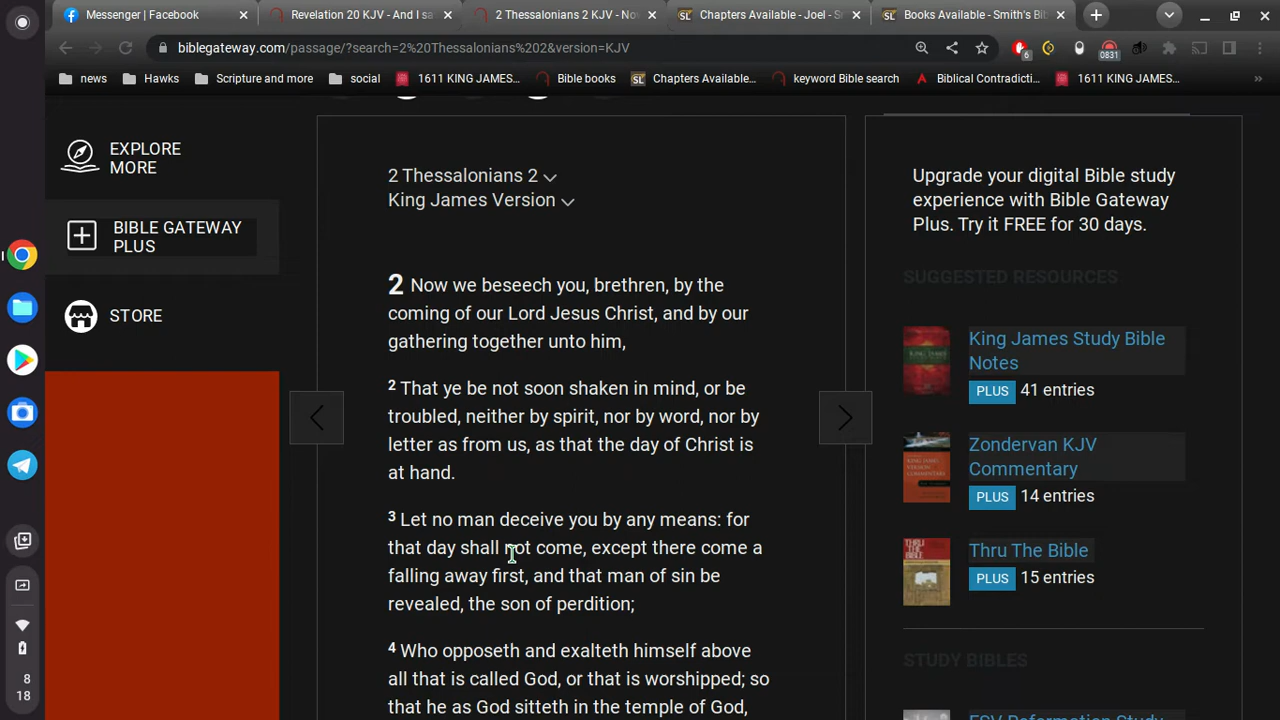 Messenger | Facebook
Revelation 20 KJV - And I sa
2 Thessalonians 2 KJV - No
Chapters Available - Joel - S
Books Available - Smith's Bi
biblegateway.com/passage/?search=2%20Thessalonians%202&version=KJV
6
0831
news
Hawks
Scripture and more
social
1611 KING JAMES...
Bible books
Chapters Available...
keyword Bible search
Biblical Contradicti...
1611 KING JAMES...
EXPLORE
MORE
BIBLE GATEWAY
PLUS
STORE
2 Thessalonians 2
King James Version
2 Now we beseech you, brethren, by the
coming of our Lord Jesus Christ, and by our
gathering together unto him,
2 That ye be not soon shaken in mind, or be
troubled, neither by spirit, nor by word, nor by
letter as from us, as that the day of Christ is
at hand.
3 Let no man deceive you by any means: for
that day shall not come, except there come a
falling away first, and that man of sin be
revealed, the son of perdition;
4 Who opposeth and exalteth himself above
all that is called God, or that is worshipped; so
that he as God sitteth in the temple of God,
Upgrade your digital Bible study
experience with Bible Gateway
Plus. Try it FREE for 30 days.
SUGGESTED RESOURCES
King James Study Bible
Notes
PLUS 41 entries
Zondervan KJV
Commentary
PLUS 14 entries
Thru The Bible
PLUS 15 entries
STUDY BIBLES
ESV Reformation Study
8
18